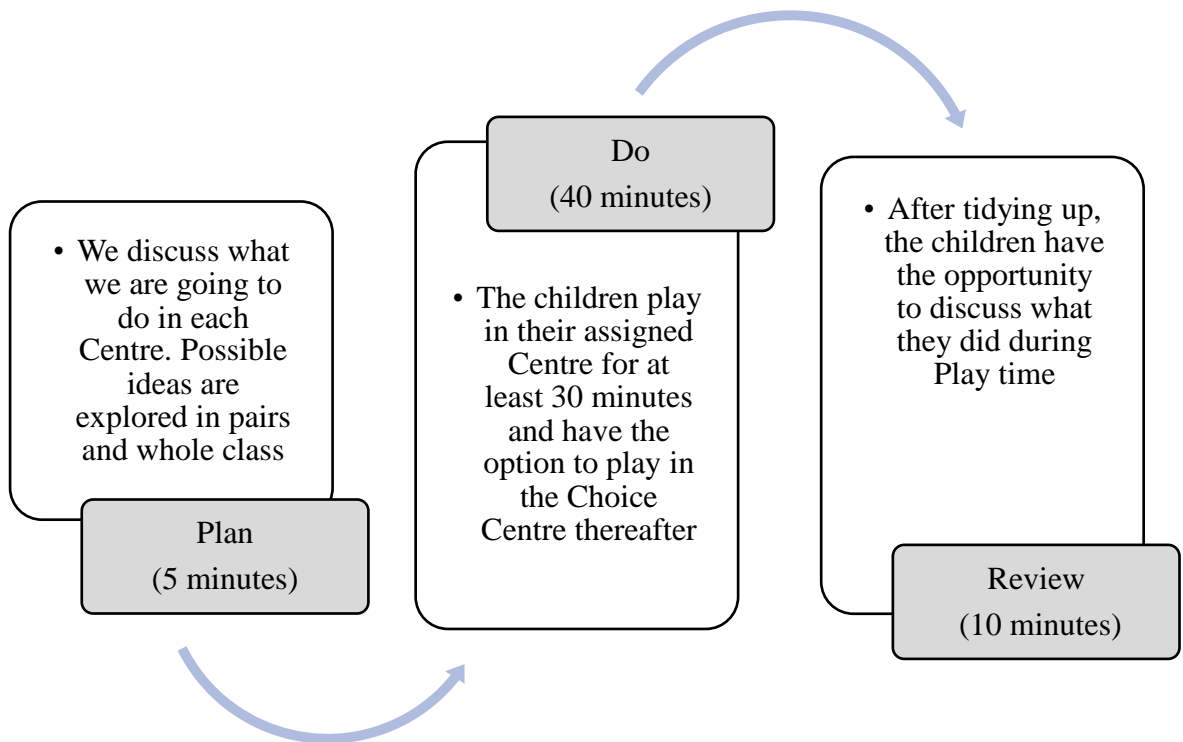 • We discuss what
we are going to
do in each
Centre. Possible
ideas are
explored in pairs
and whole class
Plan
(5 minutes)
Do
(40 minutes)
• The children play
in their assigned
Centre for at
least 30 minutes
and have the
option to play in
the Choice
Centre thereafter
• After tidying up,
the children have
the opportunity
to discuss what
they did during
Play time
Review
(10 minutes)